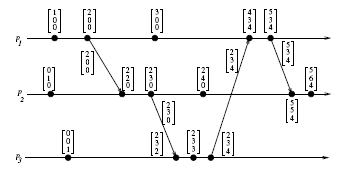 [1 0 0] [2 0 0] [3 0 0] [4 3 4] [5 3 4]
P1
[2 0 0] [2 3 4] [5 3 4]
[0 1 0] [2 2 0] [2 3 0] [2 4 0] [5 6 4]
P2
[2 3 0] [5 5 4]
[0 0 1] [2 3 2] [2 3 3] [2 3 4]
P3